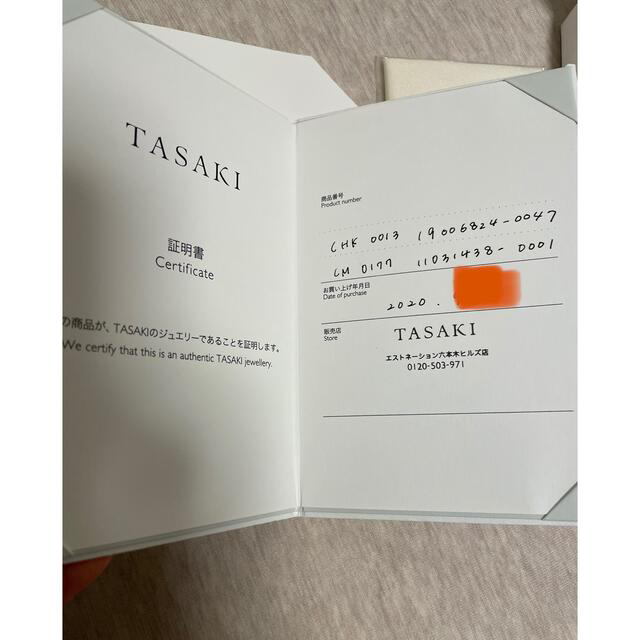 TASAKI
証明書
Certificate
の商品が、TASAKIのジュエリーであることを証明します。
We certify that this is an authentic TASAKI jewellery.
商品番号
Product number
CHK 0013 19006824-0047
LM 0177 11031438-0001
お買い上げ年月日
Date of purchase
2020.
販売店
Store
TASAKI
エストネーション六本木ヒルズ店
0120-503-971